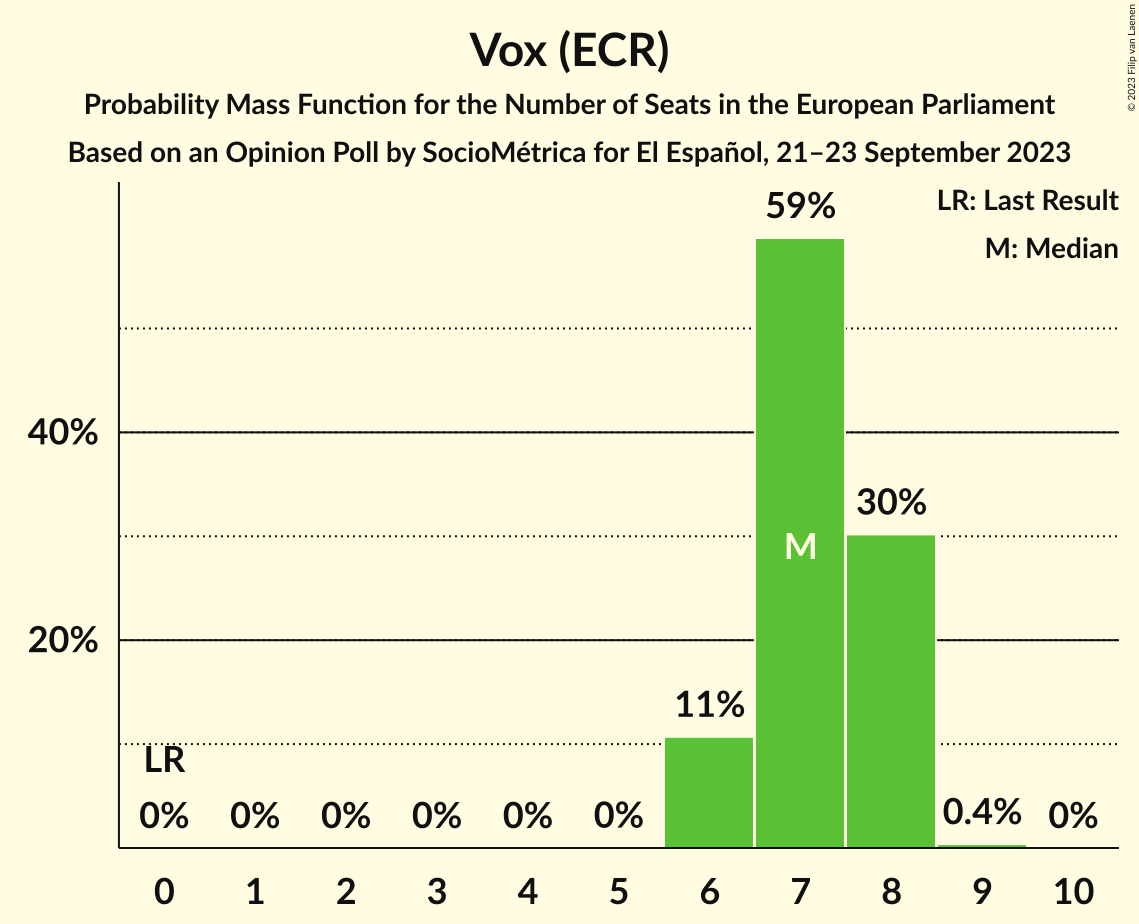 Vox (ECR)
Probability Mass Function for the Number of Seats in the European Parliament
Based on an Opinion Poll by SocioMétrica for El Español, 21–23 September 2023
© 2023 Filip van Laenen
LR: Last Result
M: Median
59%
40%
30%
M
20%
11%
LR
0% 0% 0% 0% 0% 0% 0.4% 0%
0 1 2 3 4 5 6 7 8 9 10